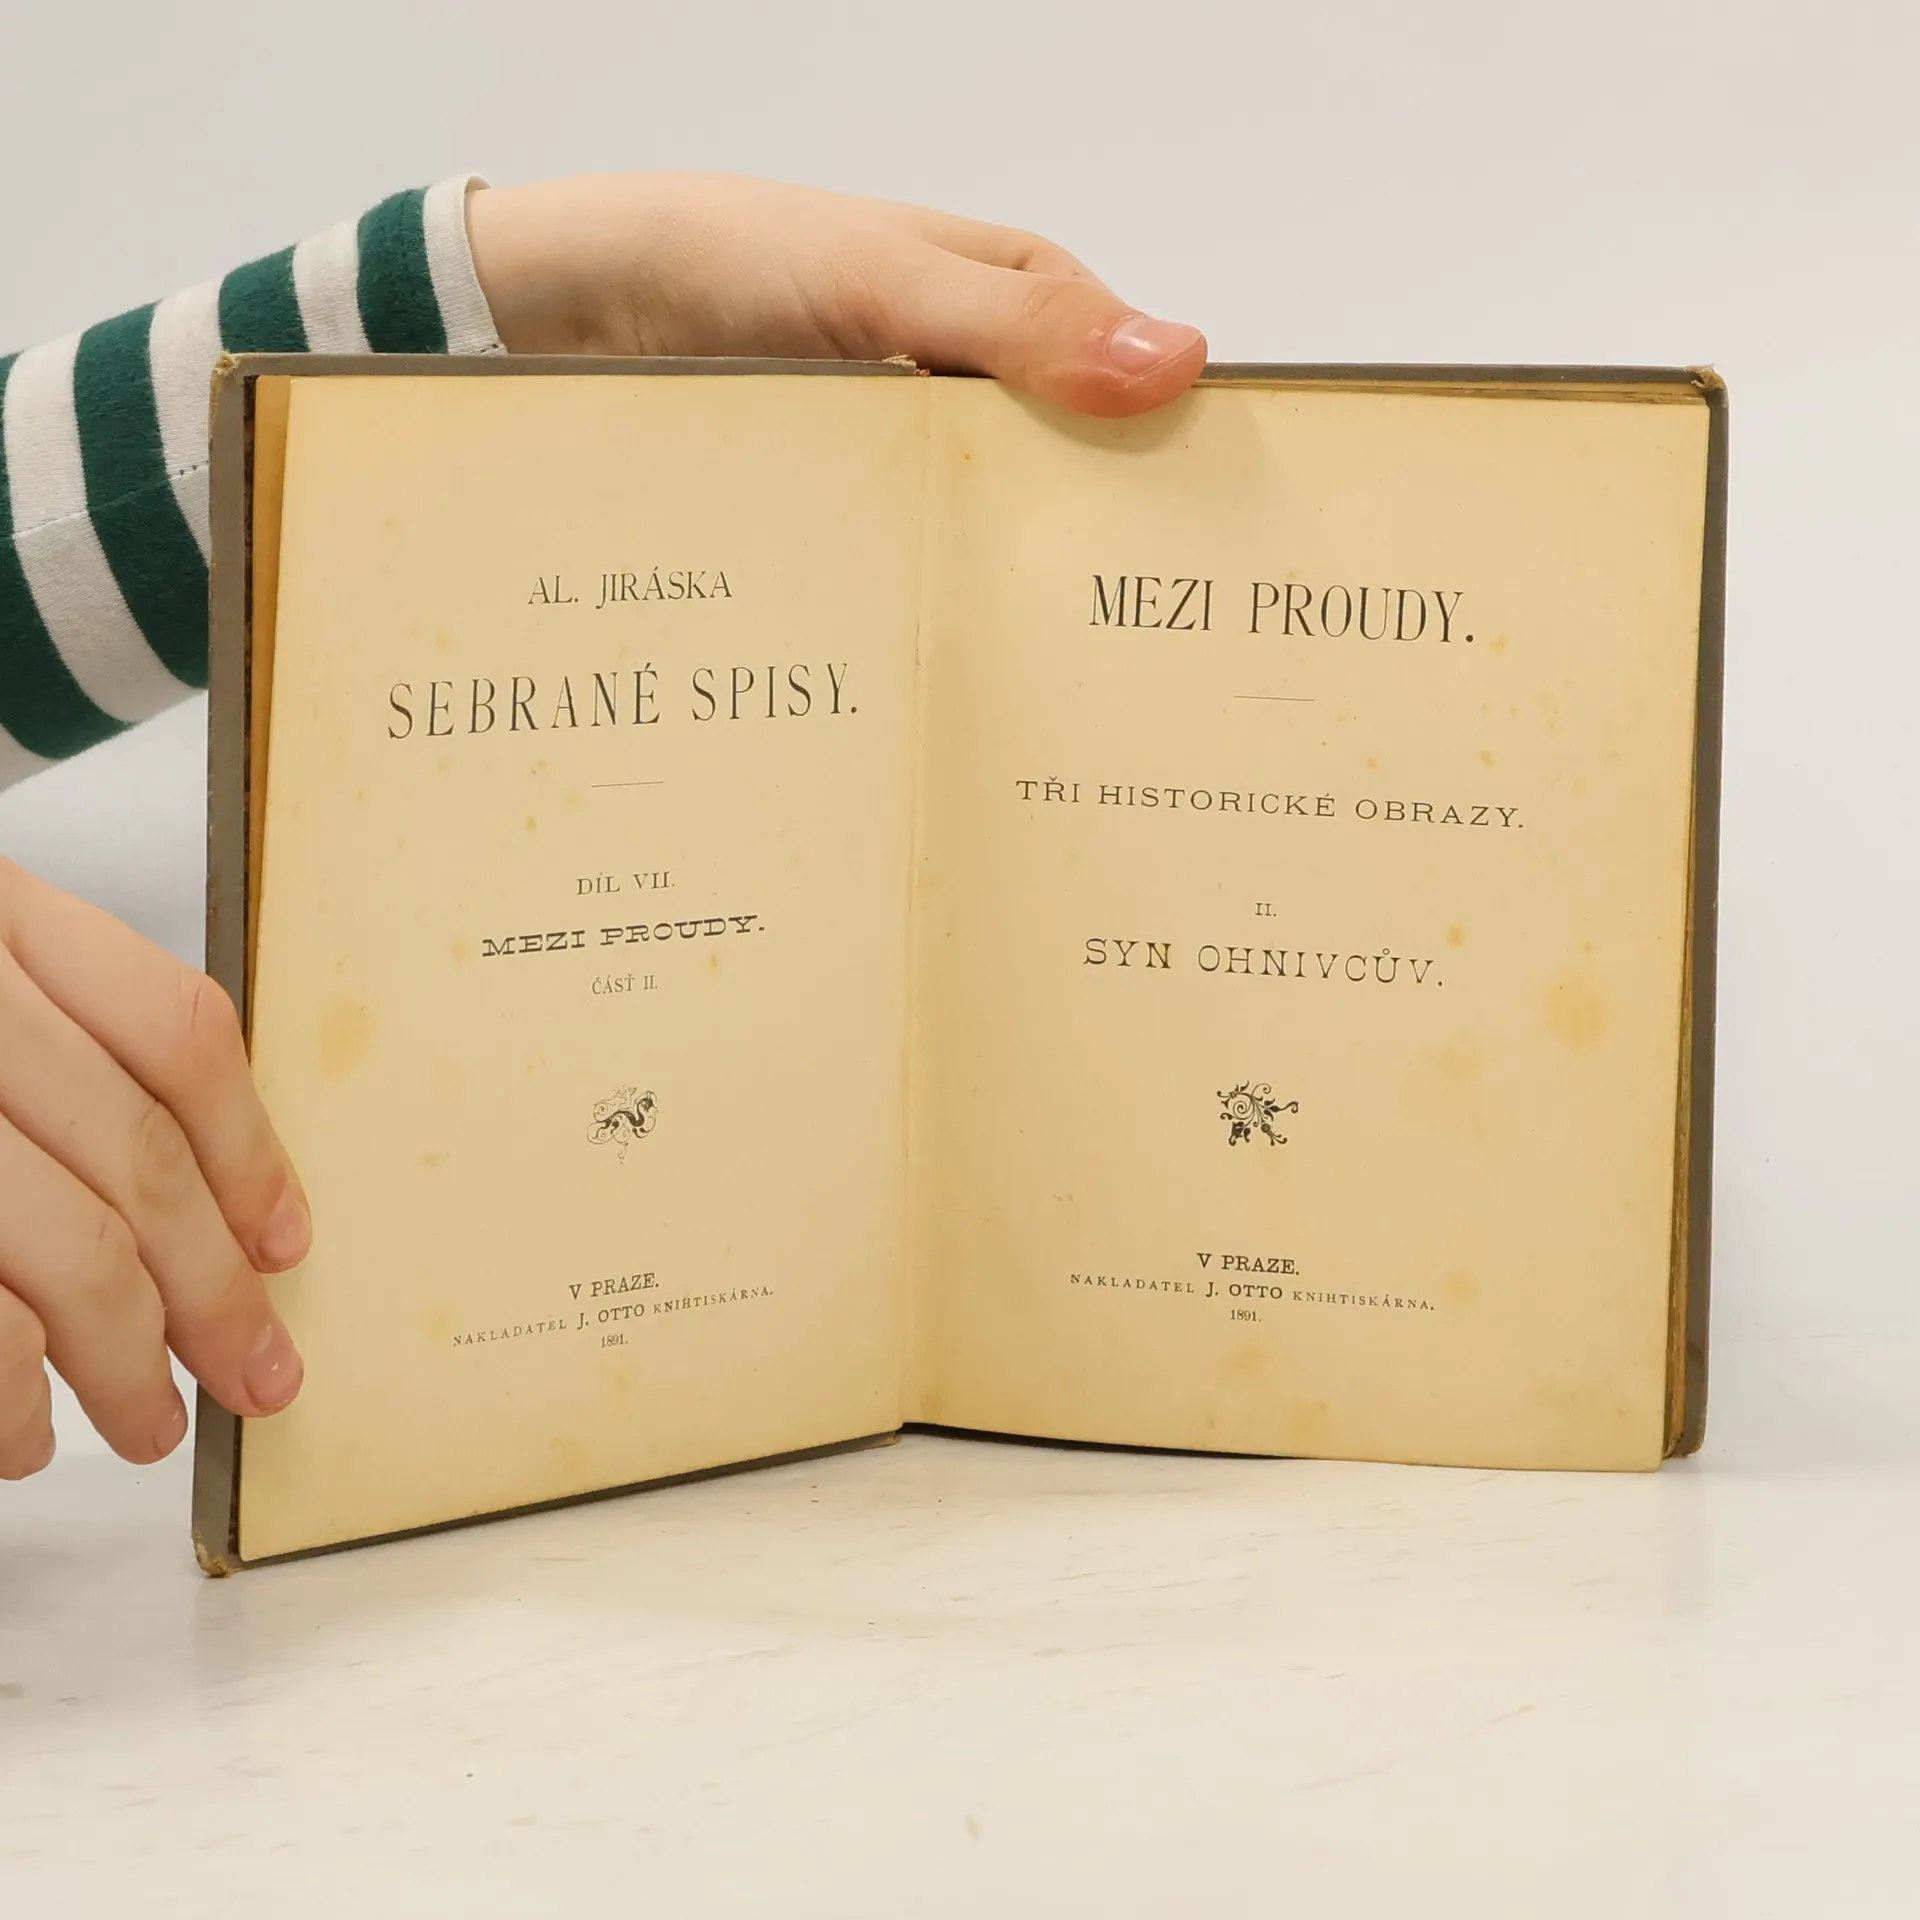 AL. JIRÁSKA
SEBRANÉ SPISY.
DÍL VII.
MEZI PROUDY.
ČÁSŤ II.
V PRAZE.
NAKLADATEL J. OTTO KNIHTISKÁRNA.
1891.
MEZI PROUDY.
TŘI HISTORICKÉ OBRAZY.
II.
SYN OHNIVCŮV.
V PRAZE.
NAKLADATEL J. OTTO KNIHTISKÁRNA.
1891.